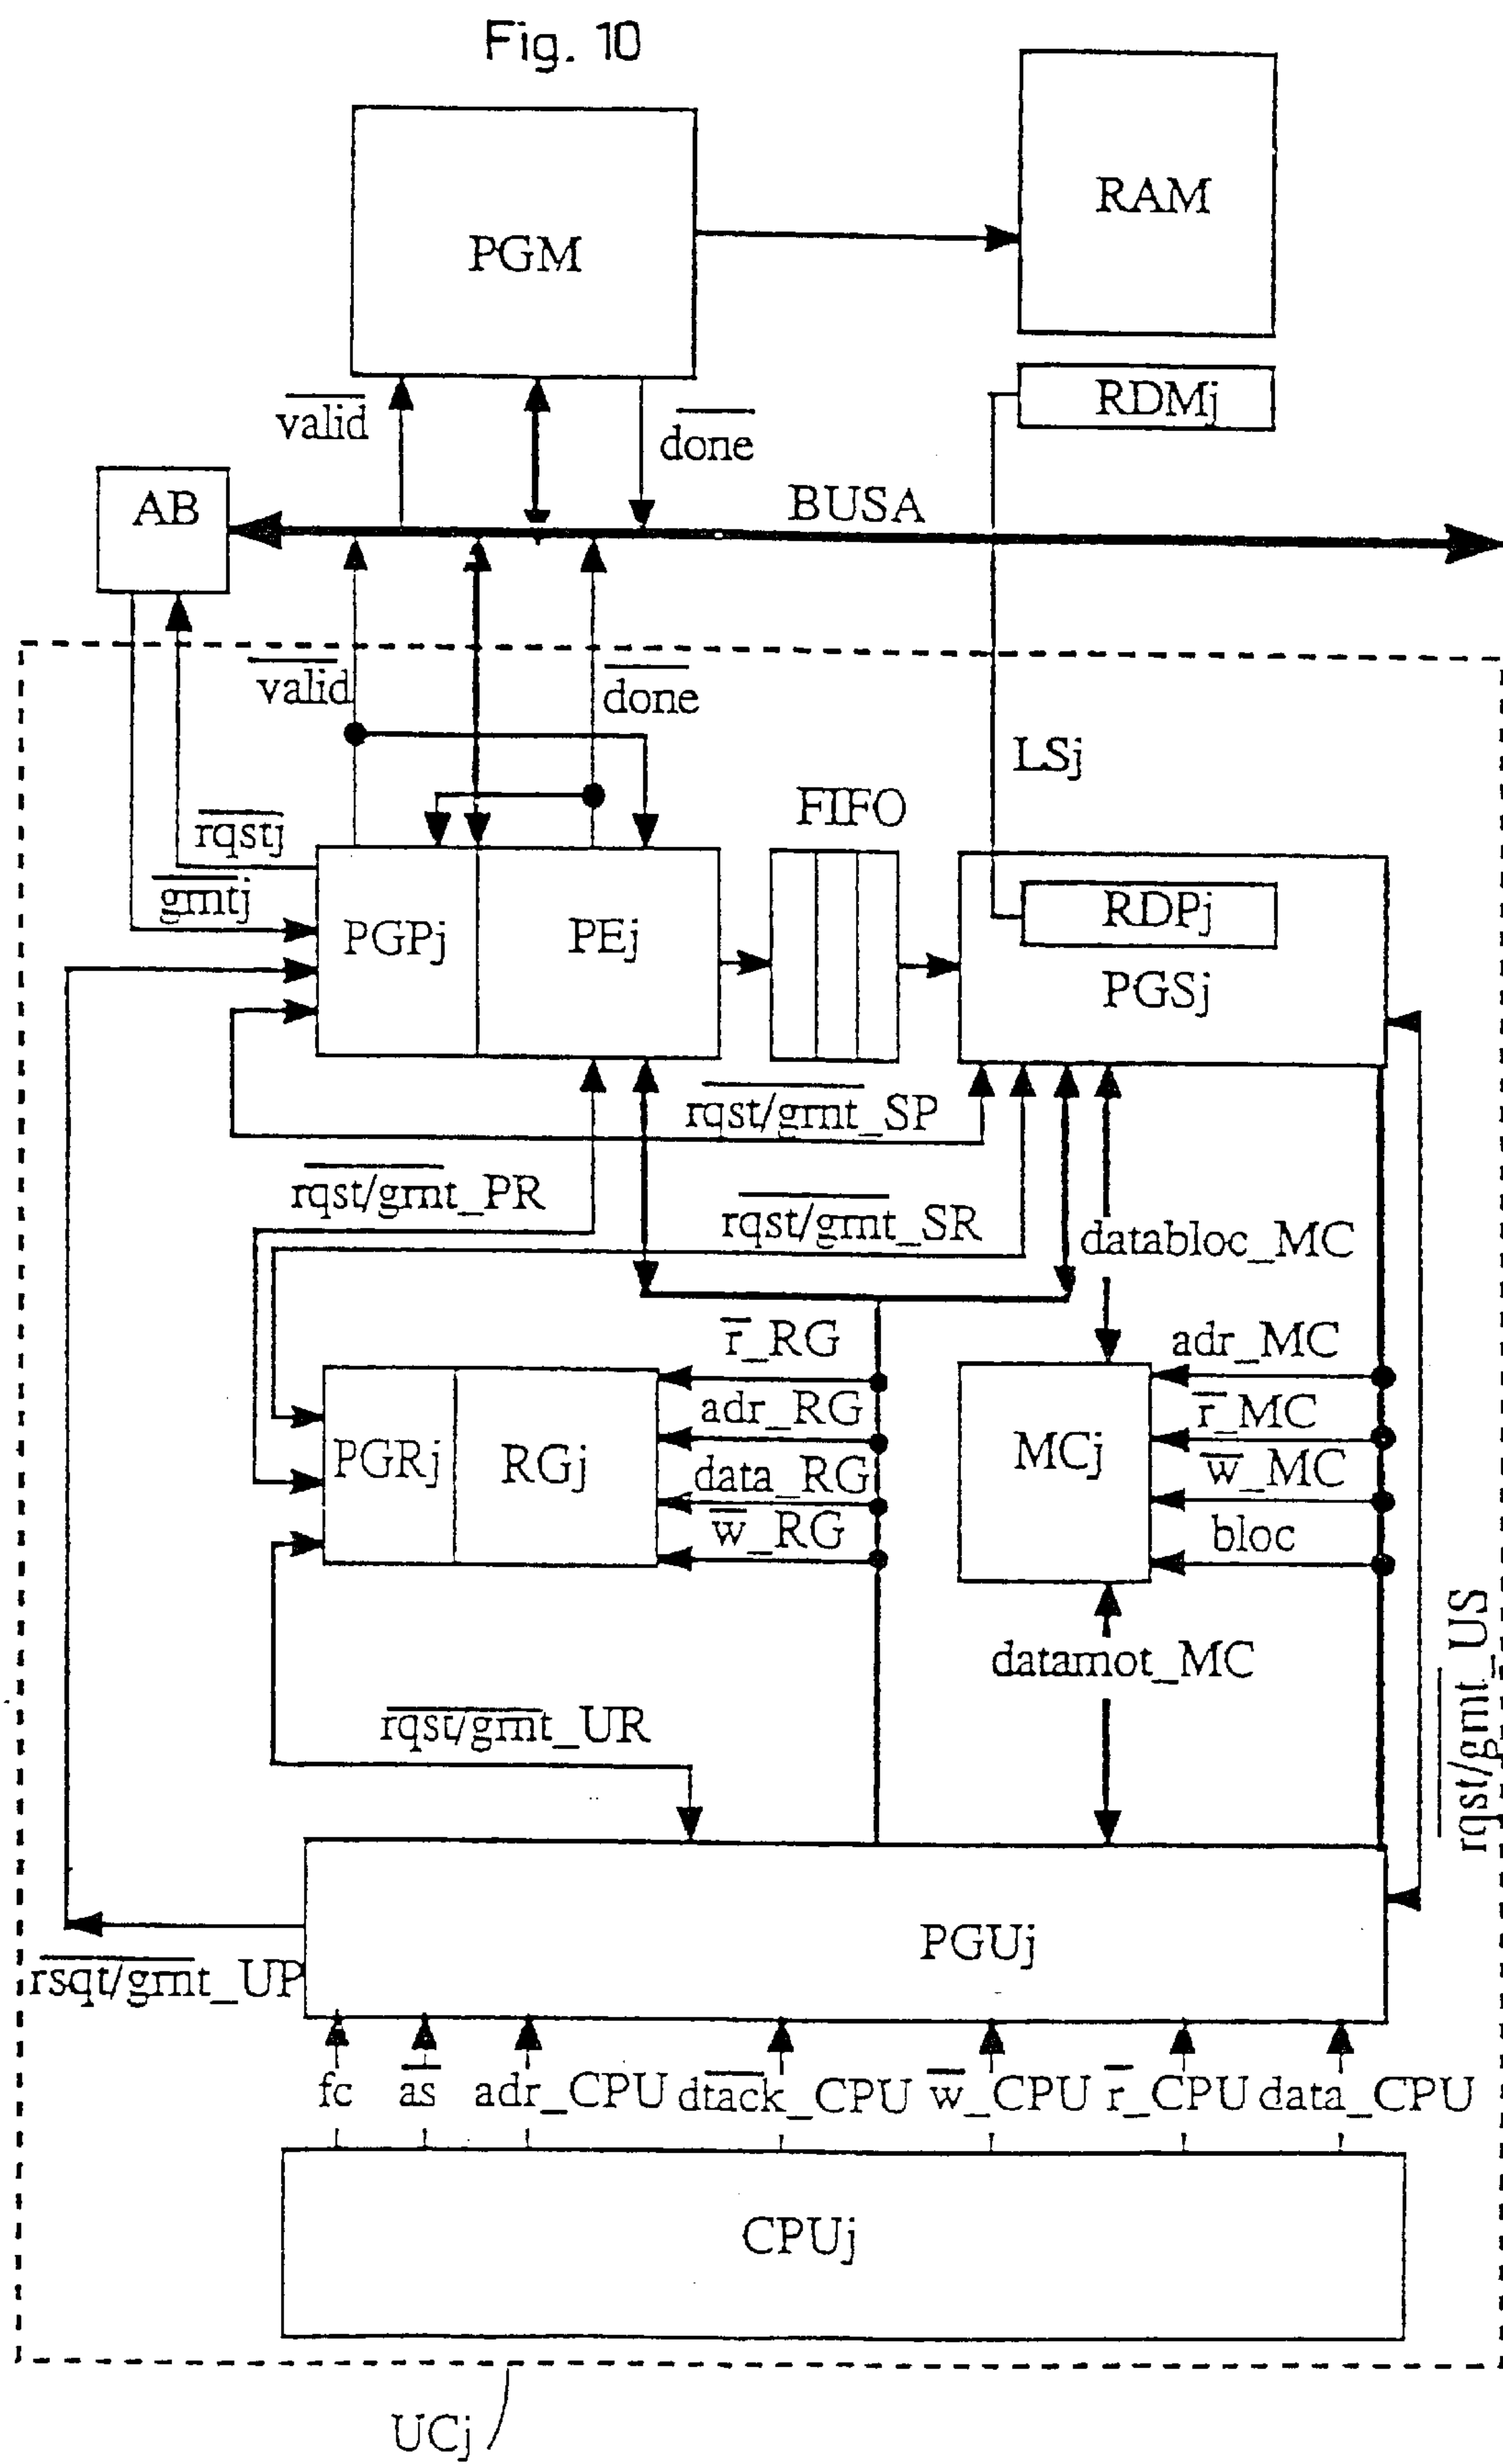 Fig. 10
RAM
PGM
RDMj
valid
done
AB
BUSA
valid
done
LSj
FIFO
rqstj
grntj
RDPj
PGPj
PEj
PGSj
rqst/grnt_SP
rqst/grnt_PR
rqst/grnt_SR
databloc_MC
r_RG
adr_MC
adr_RG
r_MC
PGRj
RGj
MCj
data_RG
w_MC
w_RG
bloc
datamot_MC
rqst/grnt_US
rqst/grnt_UR
PGUj
rsqt/grnt_UP
fc
as
adr_CPU
dtack_CPU
w_CPU
r_CPU
data_CPU
CPUj
UCj